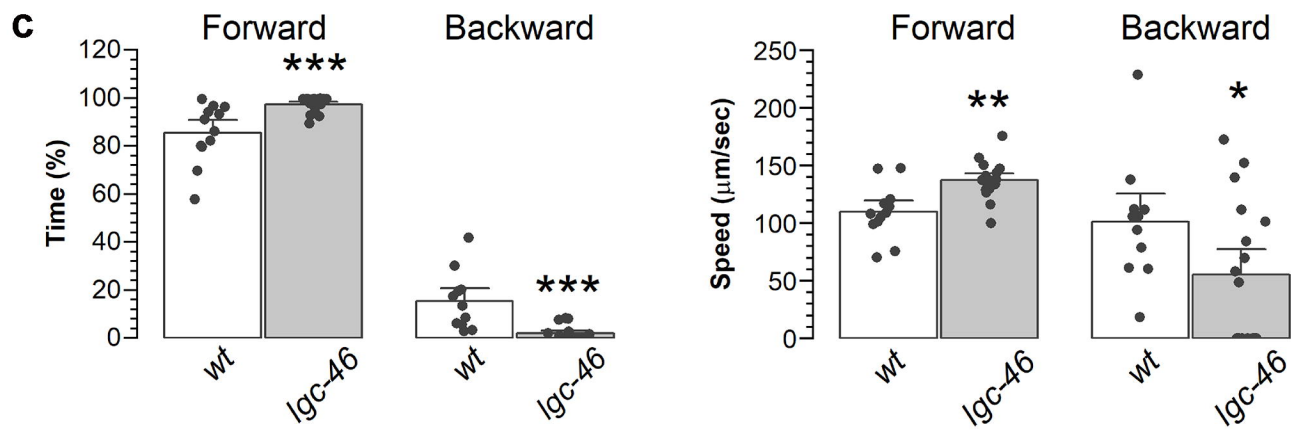 C
Forward Backward
Time (%)
120
100
80
60
40
20
0
***
***
wt lgc-46 wt lgc-46
Forward Backward
Speed (μm/sec)
250
200
150
100
50
0
**
*
wt lgc-46 wt lgc-46